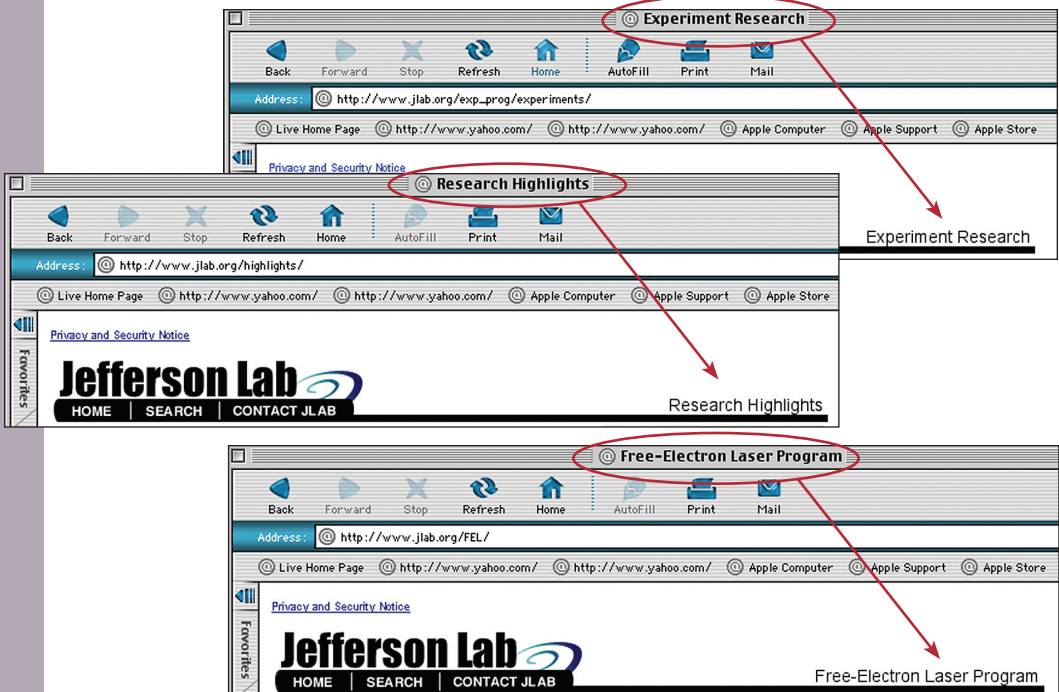 @ Experiment Research
Back Forward Stop Refresh Home AutoFill Print Mail
Address: @ http://www.jlab.org/exp_prog/experiments/
@ Live Home Page @ http://www.yahoo.com/ @ http://www.yahoo.com/ @ Apple Computer @ Apple Support @ Apple Store
Privacy and Security Notice
Experiment Research
@ Research Highlights
Back Forward Stop Refresh Home AutoFill Print Mail
Address: @ http://www.jlab.org/highlights/
@ Live Home Page @ http://www.yahoo.com/ @ http://www.yahoo.com/ @ Apple Computer @ Apple Support @ Apple Store
Privacy and Security Notice
Favorites
Jefferson Lab
Research Highlights
HOME | SEARCH | CONTACT JLAB
@ Free-Electron Laser Program
Back Forward Stop Refresh Home AutoFill Print Mail
Address: @ http://www.jlab.org/FEL/
@ Live Home Page @ http://www.yahoo.com/ @ http://www.yahoo.com/ @ Apple Computer @ Apple Support @ Apple Store
Privacy and Security Notice
Favorites
Jefferson Lab
Free-Electron Laser Program
HOME | SEARCH | CONTACT JLAB